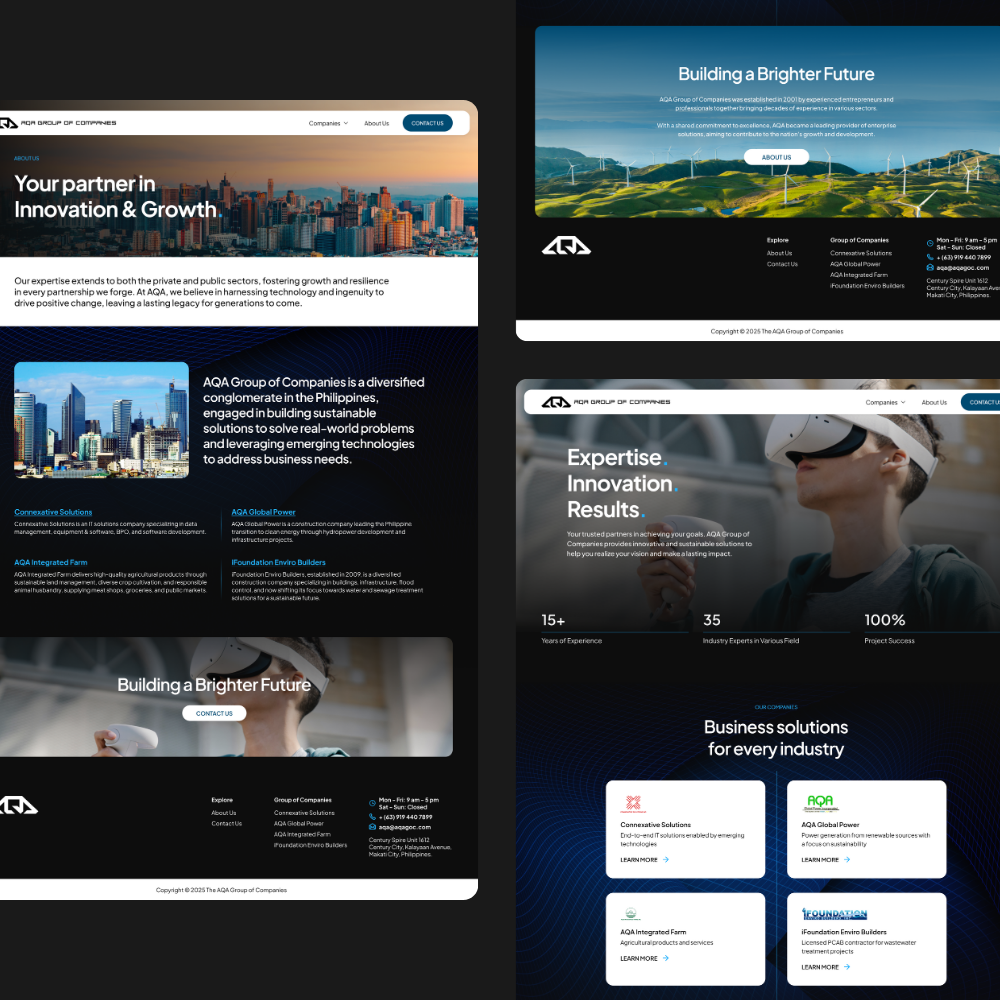 AQA GROUP OF COMPANIES
Companies
About Us
CONTACT US
ABOUT US
Your partner in
Innovation & Growth.
Our expertise extends to both the private and public sectors, fostering growth and resilience
in every partnership we forge. At AQA, we believe in harnessing technology and ingenuity to
drive positive change, leaving a lasting legacy for generations to come.
AQA Group of Companies is a diversified
conglomerate in the Philippines,
engaged in building sustainable
solutions to solve real-world problems
and leveraging emerging technologies
to address business needs.
Connexative Solutions
Connexative Solutions is an IT solutions company specializing in data
management, equipment & software, BPO, and software development.
AQA Global Power
AQA Global Power is a construction company leading the Philippine
transition to clean energy through hydropower development and
infrastructure projects.
AQA Integrated Farm
AQA Integrated Farm delivers high-quality agricultural products through
sustainable land management, diverse crop cultivation, and responsible
animal husbandry, supplying meat shops, groceries, and public markets.
iFoundation Enviro Builders
iFoundation Enviro Builders, established in 2009, is a diversified
construction company specializing in buildings, infrastructure, flood
control, and now shifting its focus towards water and sewage treatment
solutions for a sustainable future.
Building a Brighter Future
CONTACT US
AQA
Explore
About Us
Contact Us
Group of Companies
Connexative Solutions
AQA Global Power
AQA Integrated Farm
iFoundation Enviro Builders
Mon - Fri: 9 am - 5 pm
Sat - Sun: Closed
+ (63) 919 440 7899
aqa@aqagoc.com
Century Spire Unit 1612
Century City, Kalayaan Avenue,
Makati City, Philippines.
Copyright © 2025 The AQA Group of Companies
Building a Brighter Future
AQA Group of Companies was established in 2001 by experienced entrepreneurs and
professionals together bringing decades of experience in various sectors.
With a shared commitment to excellence, AQA became a leading provider of enterprise
solutions, aiming to contribute to the nation's growth and development.
ABOUT US
AQA
Explore
About Us
Contact Us
Group of Companies
Connexative Solutions
AQA Global Power
AQA Integrated Farm
iFoundation Enviro Builders
Mon - Fri: 9 am - 5 pm
Sat - Sun: Closed
+ (63) 919 440 7899
aqa@aqagoc.com
Century Spire Unit 1612
Century City, Kalayaan Aven
Makati City, Philippines.
Copyright © 2025 The AQA Group of Companies
AQA GROUP OF COMPANIES
Companies
About Us
CONTACT US
Expertise.
Innovation.
Results.
Your trusted partners in achieving your goals, AQA Group of
Companies provides innovative and sustainable solutions to
help you realize your vision and make a lasting impact.
15+
Years of Experience
35
Industry Experts in Various Field
100%
Project Success
OUR COMPANIES
Business solutions
for every industry
Connexative Solutions
End-to-end IT solutions enabled by emerging
technologies
LEARN MORE
AQA
AQA Global Power
Power generation from renewable sources with
a focus on sustainability
LEARN MORE
AQA Integrated Farm
Agricultural products and services
LEARN MORE
iFOUNDATION
iFoundation Enviro Builders
Licensed PCAB contractor for wastewater
treatment projects
LEARN MORE